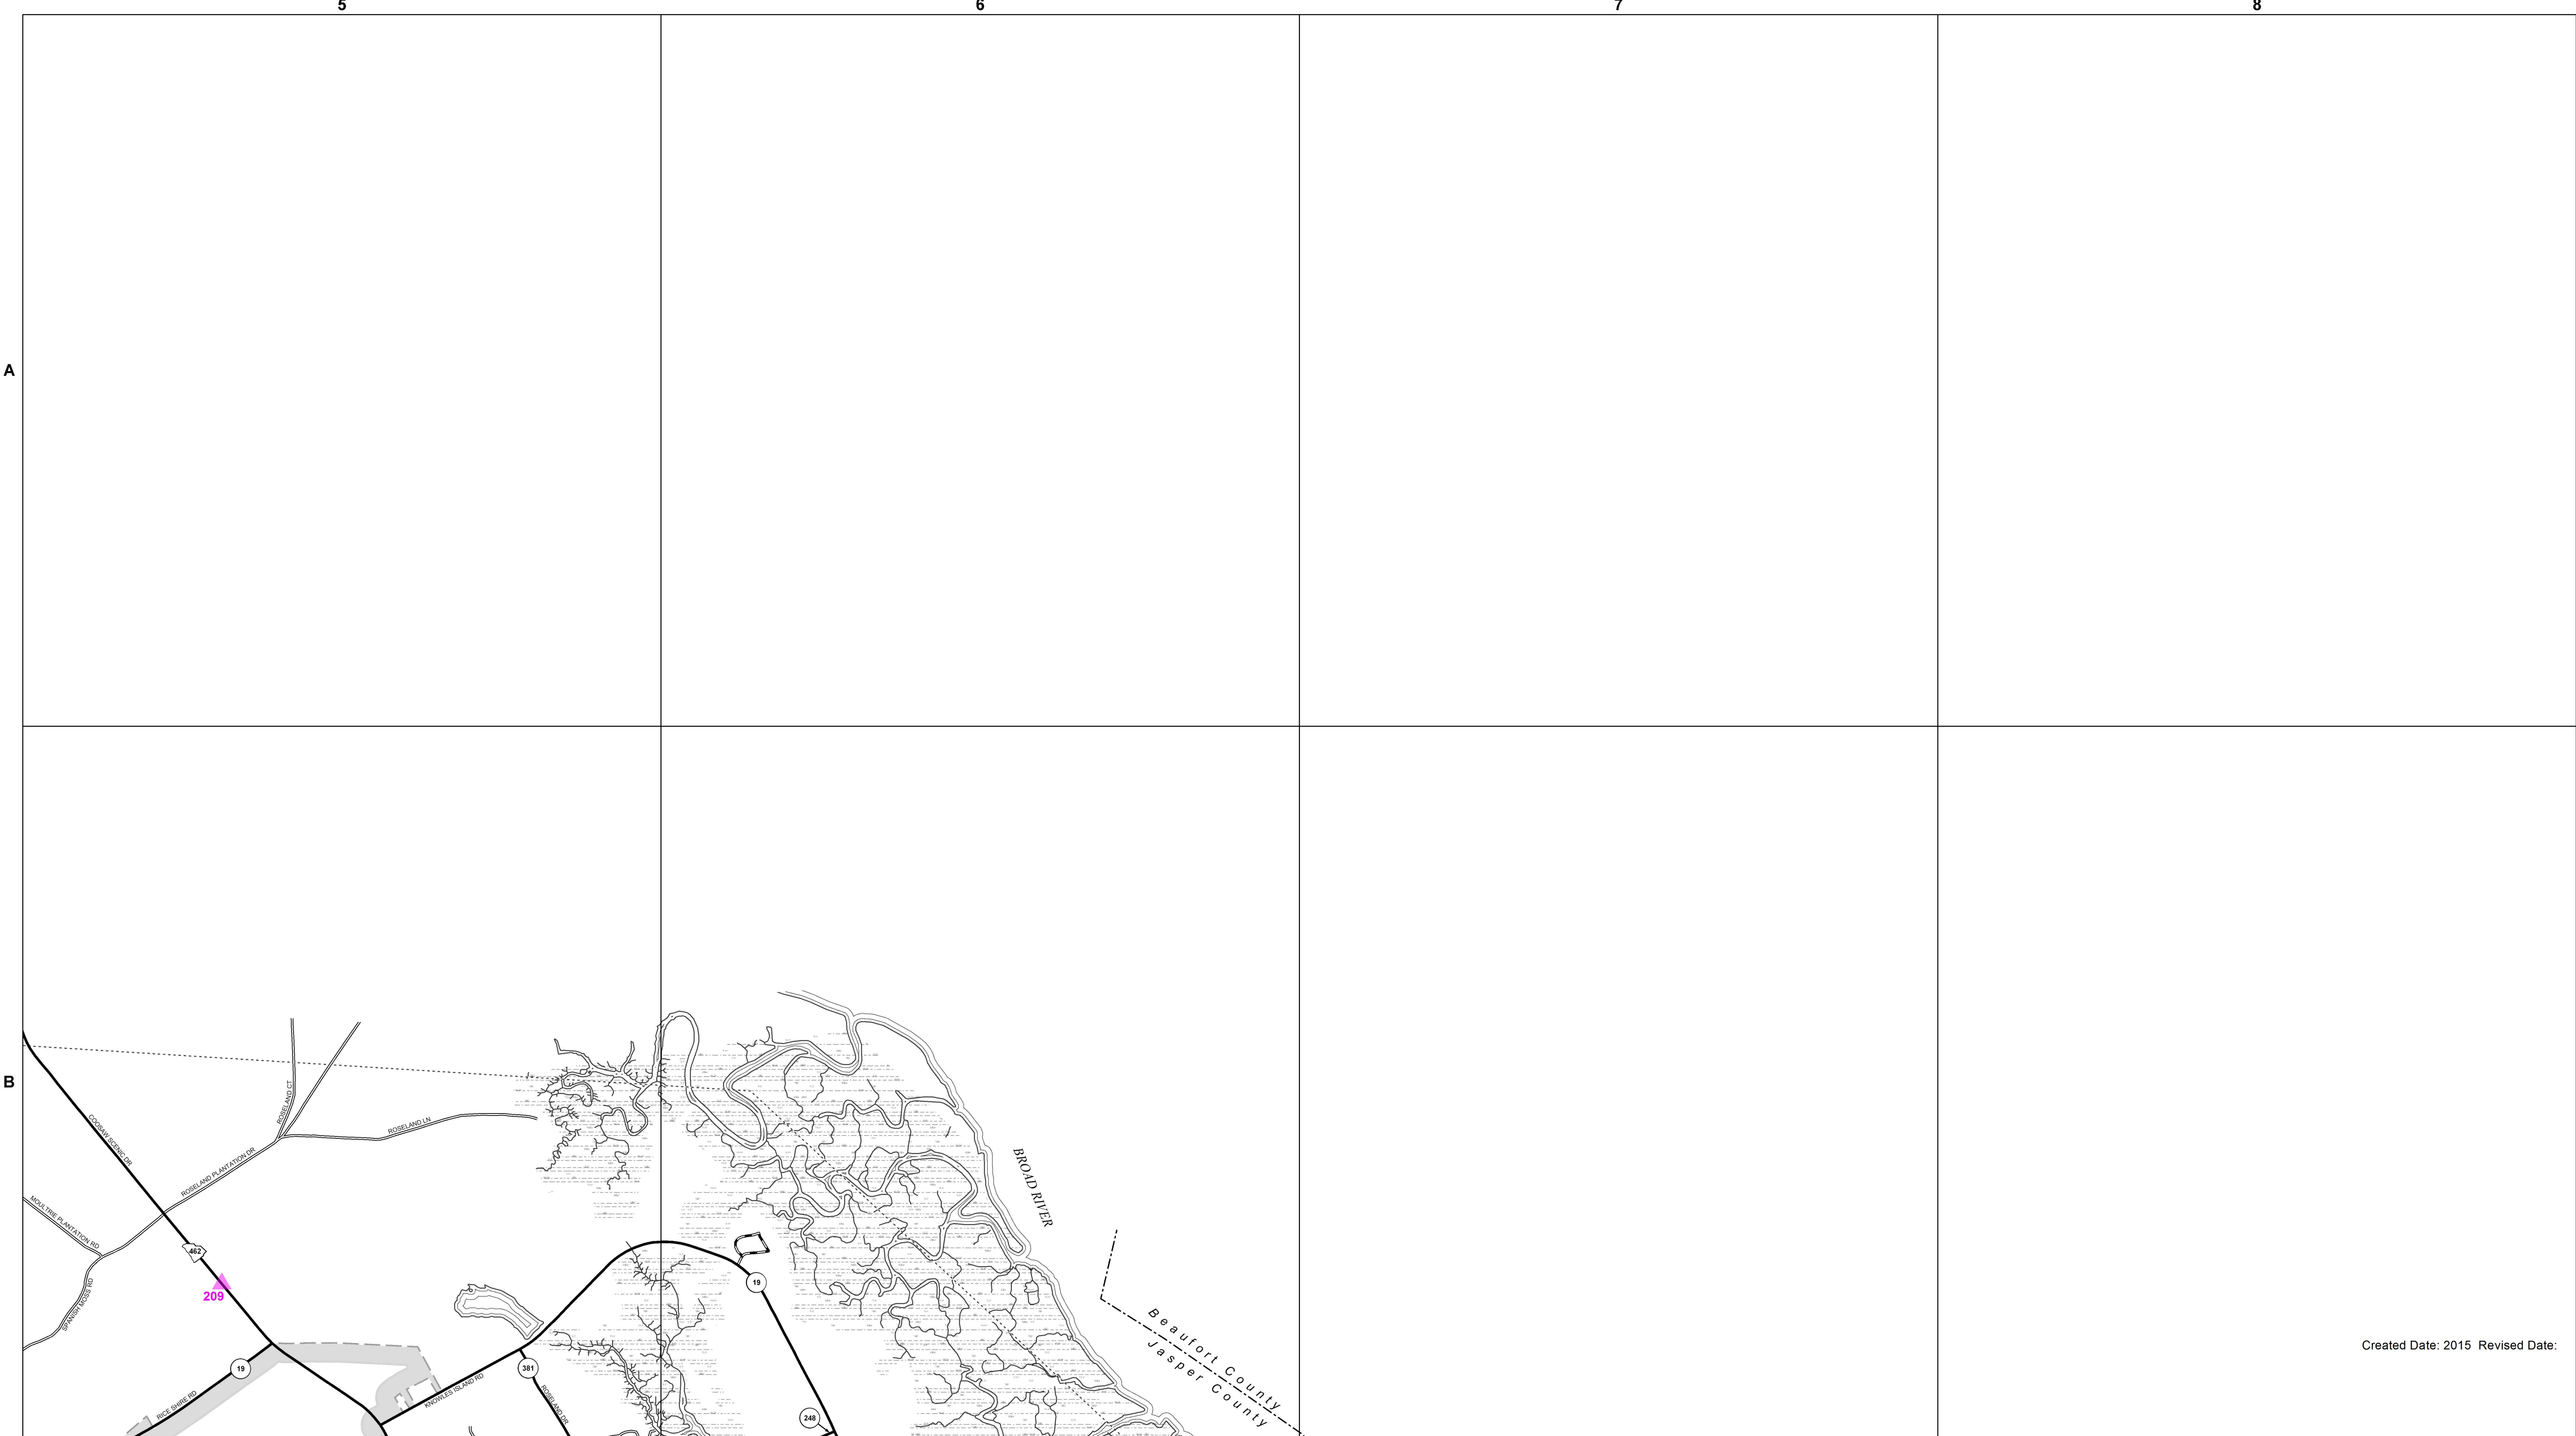 5 6 7 8
A
B
COOSAW SCENIC DR
ROSELAND CT
ROSELAND LN
ROSELAND PLANTATION DR
MOULTRIE PLANTATION RD
SPANISH MOSS RD
462
209
BROAD RIVER
19
Beaufort County
Jasper County
Created Date: 2015 Revised Date:
19
RICE SHIRE RD
KNOWLES ISLAND RD
381
ROSELAND DR
248